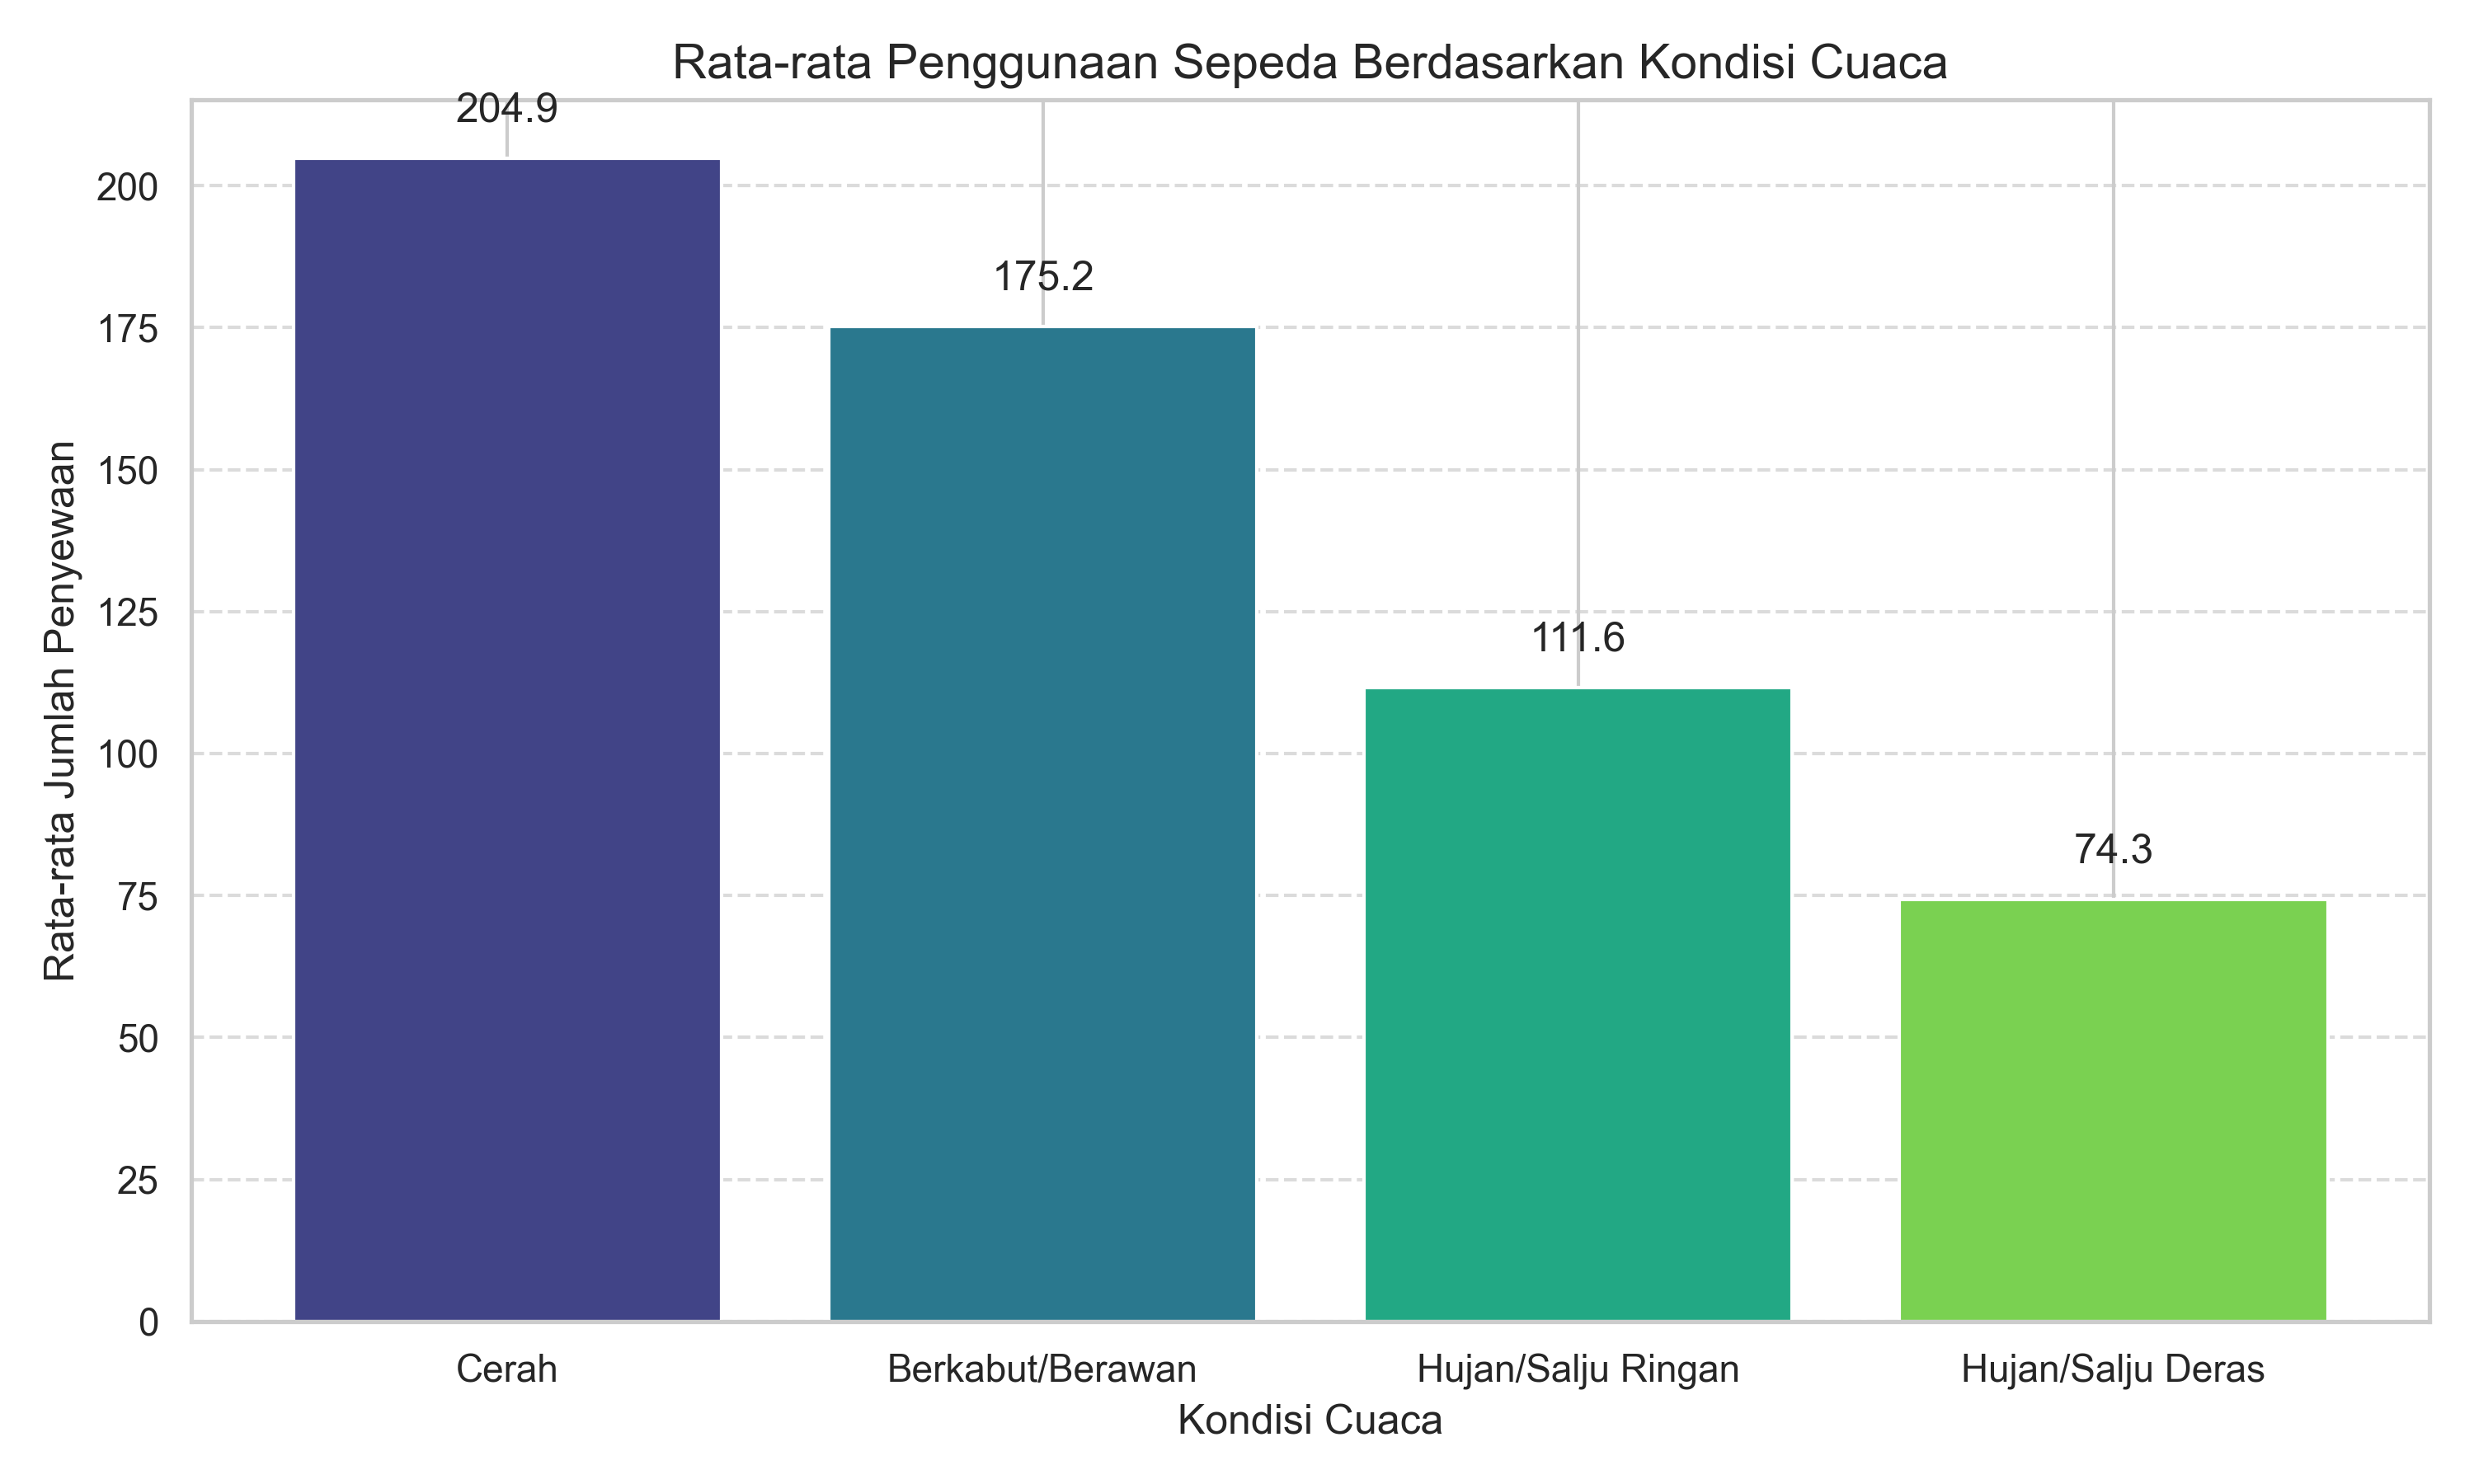 Rata-rata Penggunaan Sepeda Berdasarkan Kondisi Cuaca
204.9
175.2
111.6
74.3
200
175
150
125
100
75
50
25
0
Rata-rata Jumlah Penyewaan
Cerah
Berkabut/Berawan
Hujan/Salju Ringan
Hujan/Salju Deras
Kondisi Cuaca